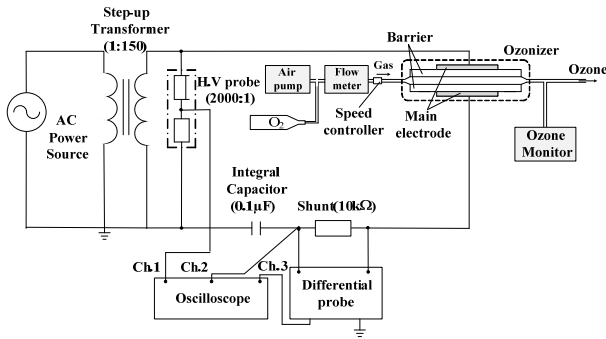 Step-up
Transformer
(1:150)
H.V probe
(2000:1)
AC
Power
Source
Air
pump
Flow
meter
Gas
O2
Speed
controller
Barrier
Main
electrode
Ozonizer
Ozone
Ozone
Monitor
Integral
Capacitor
(0.1μF)
Shunt(10kΩ)
Ch.1
Ch.2
Ch.3
Oscilloscope
Differential
probe